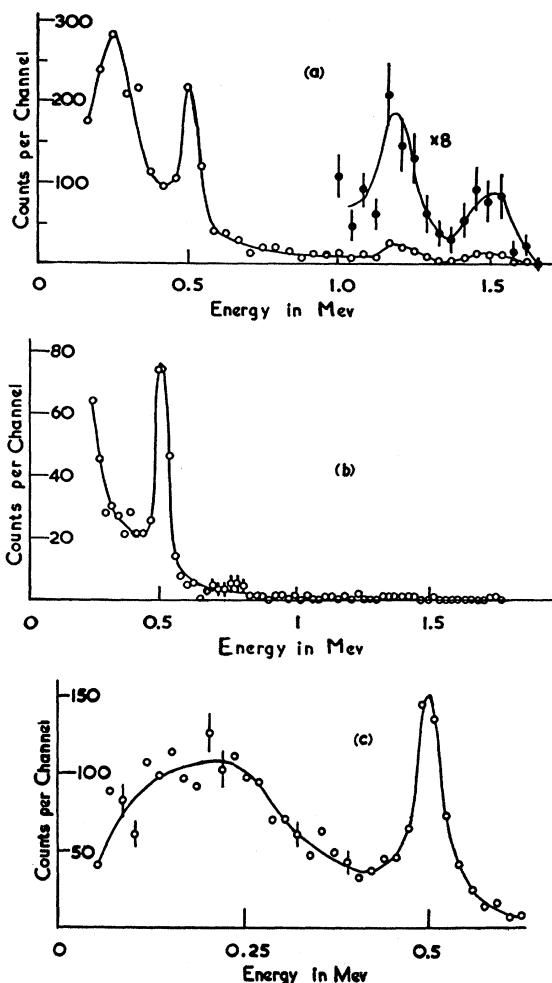 300
(a)
200
x8
100
Counts per Channel
0 0.5 1.0 1.5
Energy in Mev
80
60
(b)
40
20
Counts per Channel
0 0.5 1 1.5
Energy in Mev
150
(c)
100
50
Counts per Channel
0 0.25 0.5
Energy in Mev